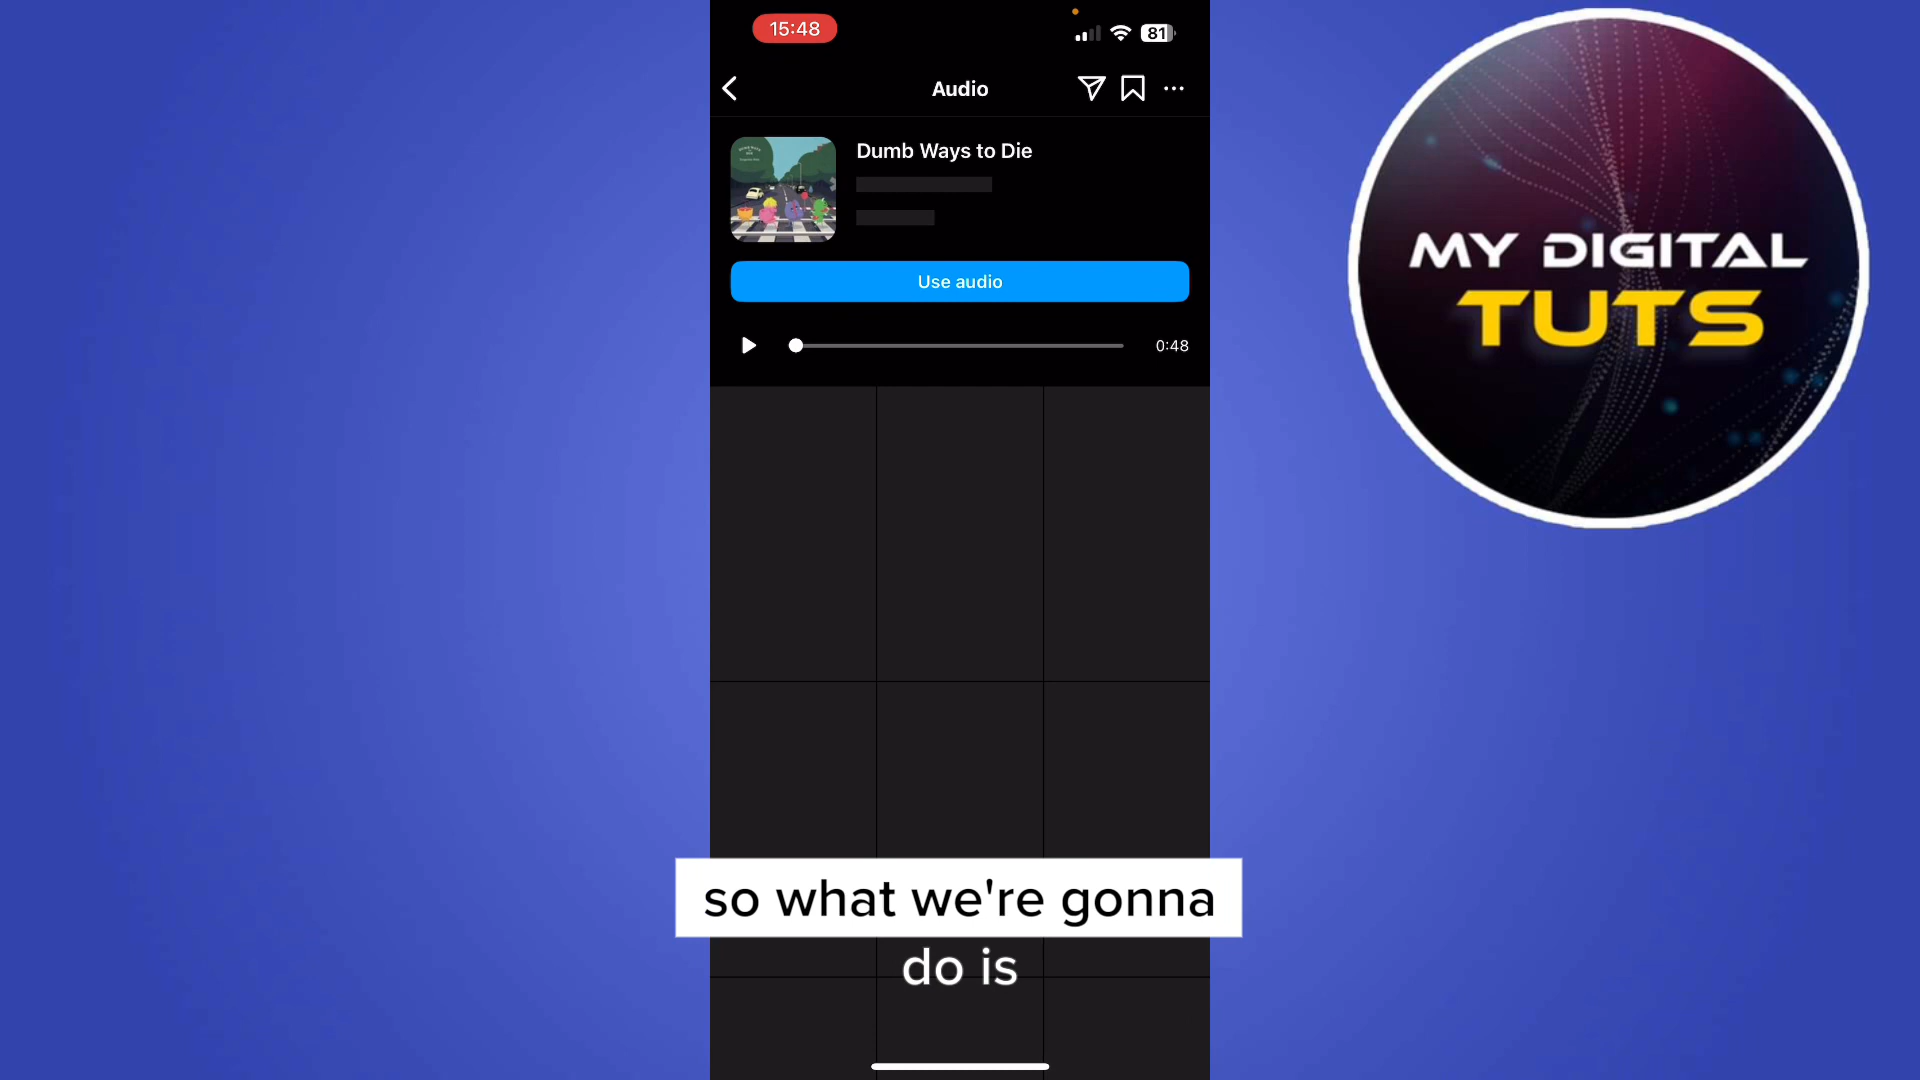 15:48
81
Audio
Dumb Ways to Die
Use audio
0:48
MY DIGITAL
TUTS
so what we're gonna
do is